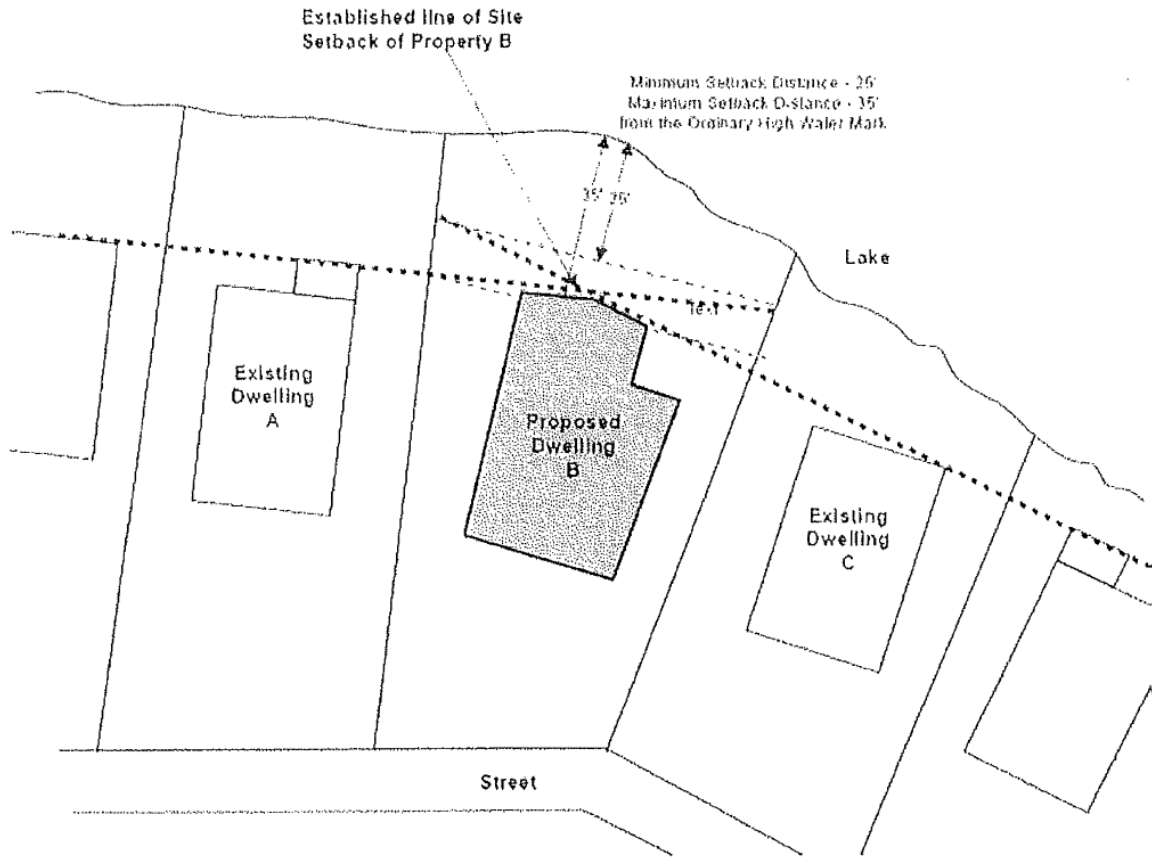 Established line of Site
Setback of Property B
Minimum Setback Distance - 25'
Maximum Setback Distance - 35'
from the Ordinary High Water Mark
35'
25'
Lake
Text
Existing
Dwelling
A
Proposed
Dwelling
B
Existing
Dwelling
C
Street